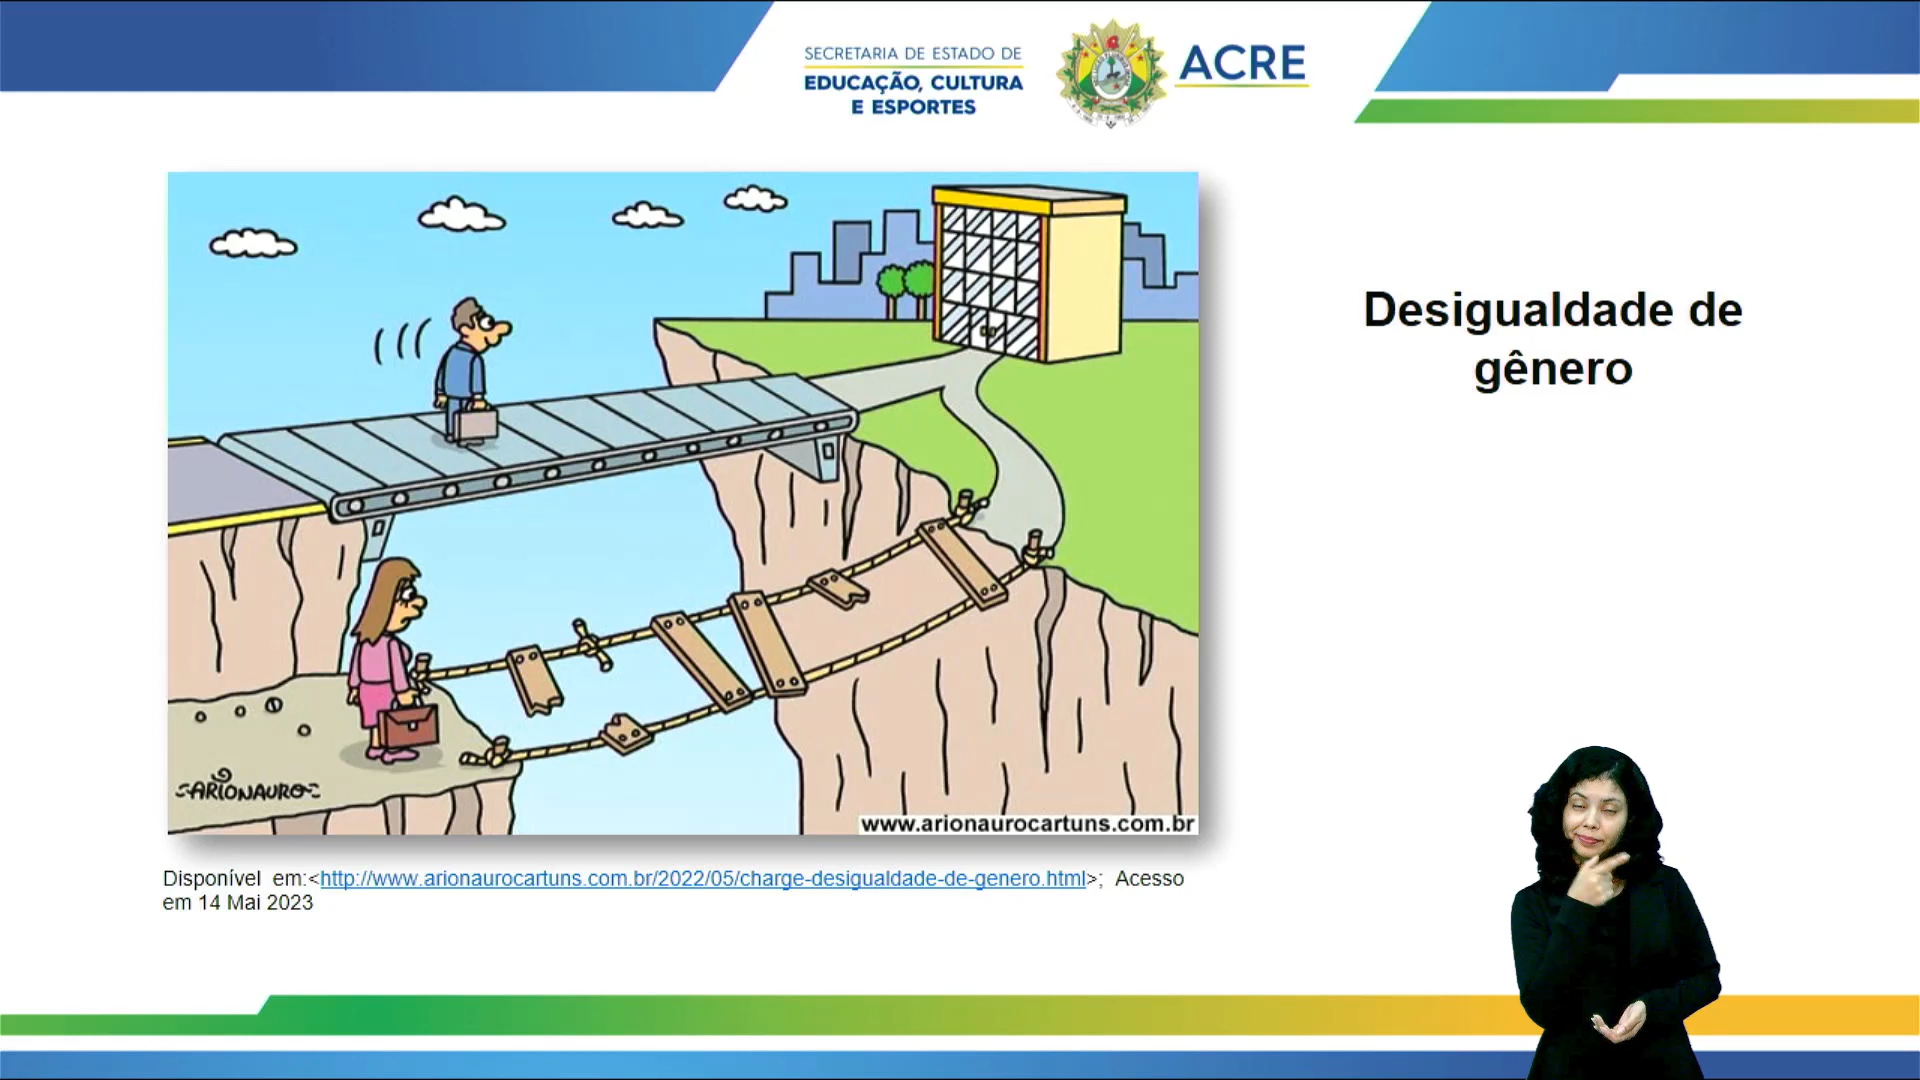 SECRETARIA DE ESTADO DE
EDUCAÇÃO, CULTURA
E ESPORTES
ACRE
Desigualdade de
gênero
ARIONAURO
www.arionaurocartuns.com.br
Disponível em:<http://www.arionaurocartuns.com.br/2022/05/charge-desigualdade-de-genero.html>; Acesso
em 14 Mai 2023